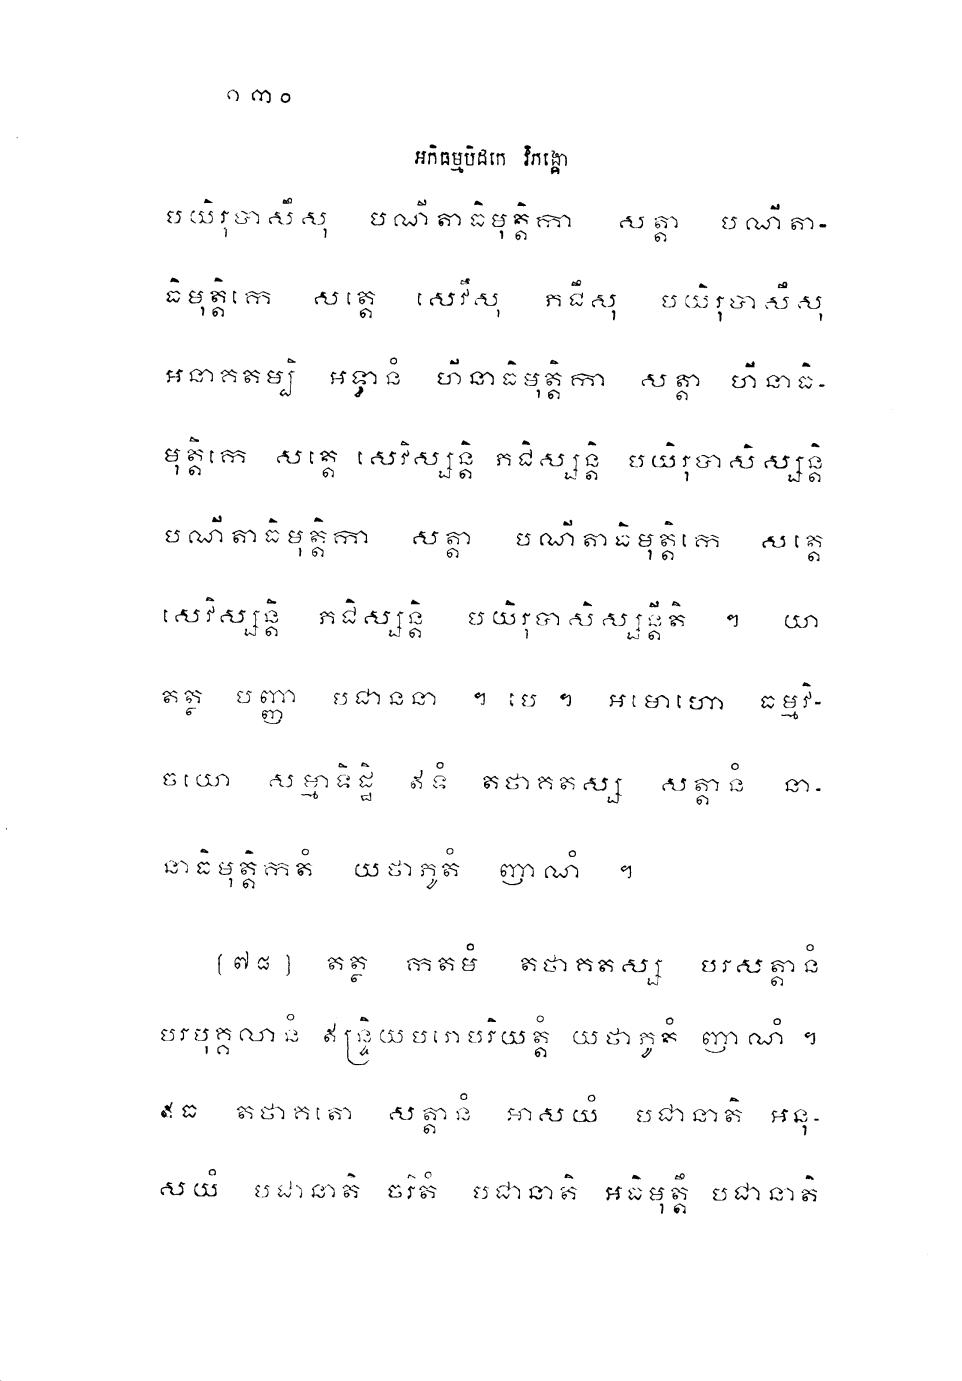 ១៣០
អភិធម្មបិដកេ វិភង្គោ
បយិរុទាសឹសុ បណីតាធិមុត្តិកា សត្តា បណីតា-
ធិមុត្តិកេ សត្តេ សេវឹសុ ភជឹសុ បយិរុទាសឹសុ
អនាគតម្បិ អទ្ធានំ ហីនាធិមុត្តិកា សត្តា ហីនាធិ-
មុត្តិកេ សត្តេ សេវិស្សន្តិ ភជិស្សន្តិ បយិរុទាសិស្សន្តិ
បណីតាធិមុត្តិកា សត្តា បណីតាធិមុត្តិកេ សត្តេ
សេវិស្សន្តិ ភជិស្សន្តិ បយិរុទាសិស្សន្តីតិ ។ យា
តត្ថ បញ្ញា បជាននា ។ បេ ។ អមោហោ ធម្មវិ-
ចយោ សម្មាទិដ្ឋិ ឥទំ តថាគតស្ស សត្តានំ នា-
នាធិមុត្តិកតំ យថាភូតំ ញាណំ ។
[៧៨] តត្ថ កតមំ តថាគតស្ស បរសត្តានំ
បរបុគ្គលានំ ឥន្ទ្រិយបរោបរិយត្តំ យថាភូតំ ញាណំ ។
ឥធ តថាគតោ សត្តានំ អាសយំ បជានាតិ អនុ-
សយំ បជានាតិ ចរិតំ បជានាតិ អធិមុត្តឹ បជានាតិ